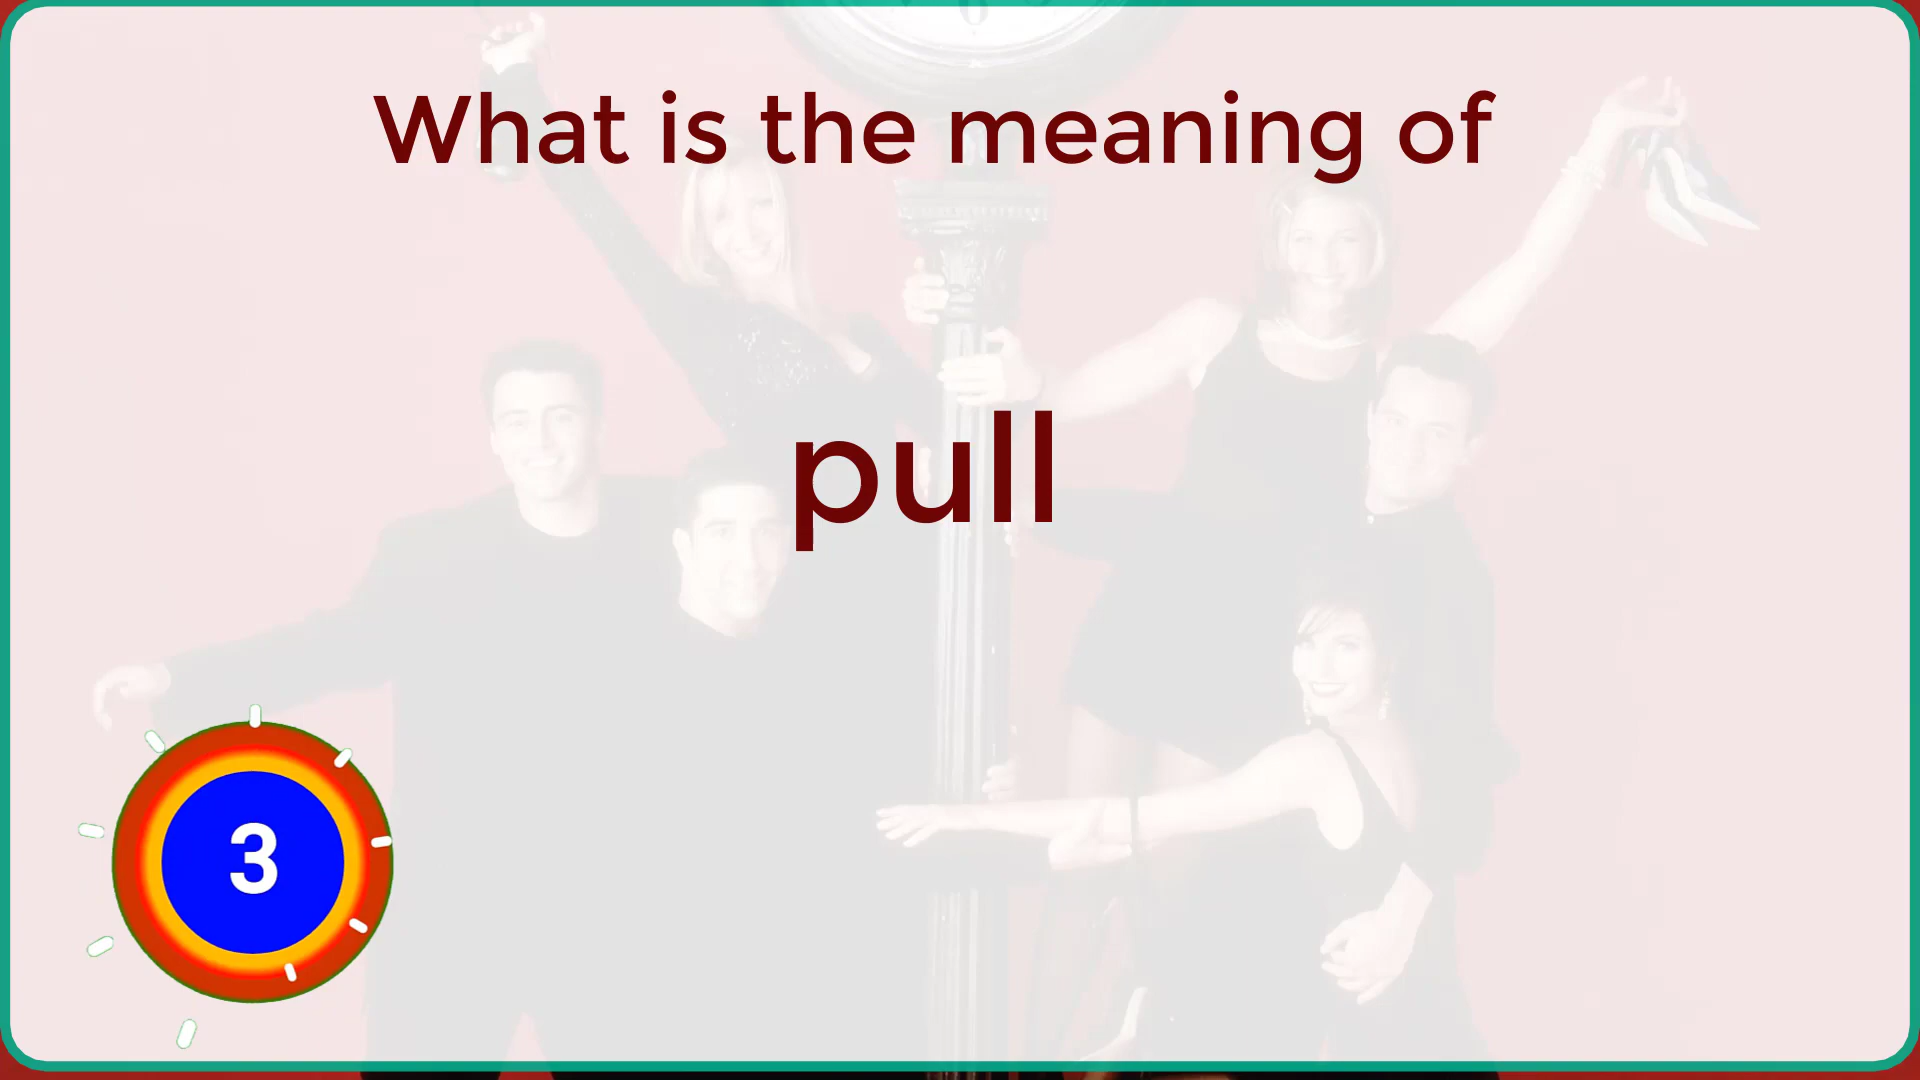 What is the meaning of
pull
3